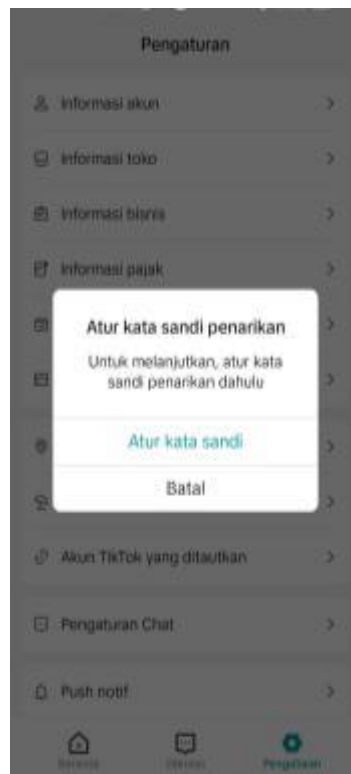 Pengaturan
Informasi akun
Informasi toko
Informasi bisnis
Informasi pajak
Atur kata sandi penarikan
Untuk melanjutkan, atur kata
sandi penarikan dahulu
Atur kata sandi
Batal
Akun TikTok yang ditautkan
Pengaturan Chat
Push notif
Beranda
Pengaturan